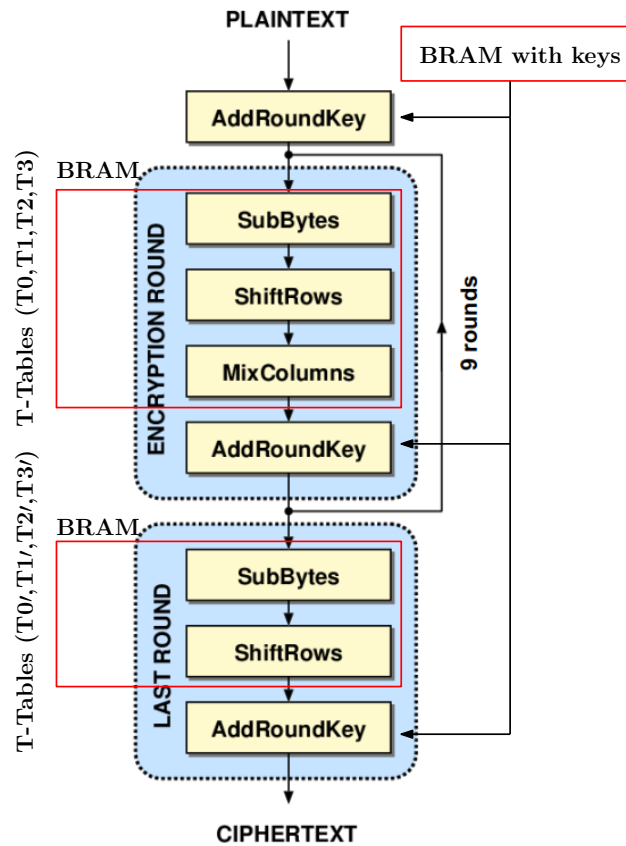 PLAINTEXT
BRAM with keys
AddRoundKey
BRAM
T-Tables (T0,T1,T2,T3)
ENCRYPTION ROUND
SubBytes
ShiftRows
MixColumns
AddRoundKey
9 rounds
BRAM
T-Tables (T0′,T1′,T2′,T3′)
LAST ROUND
SubBytes
ShiftRows
AddRoundKey
CIPHERTEXT